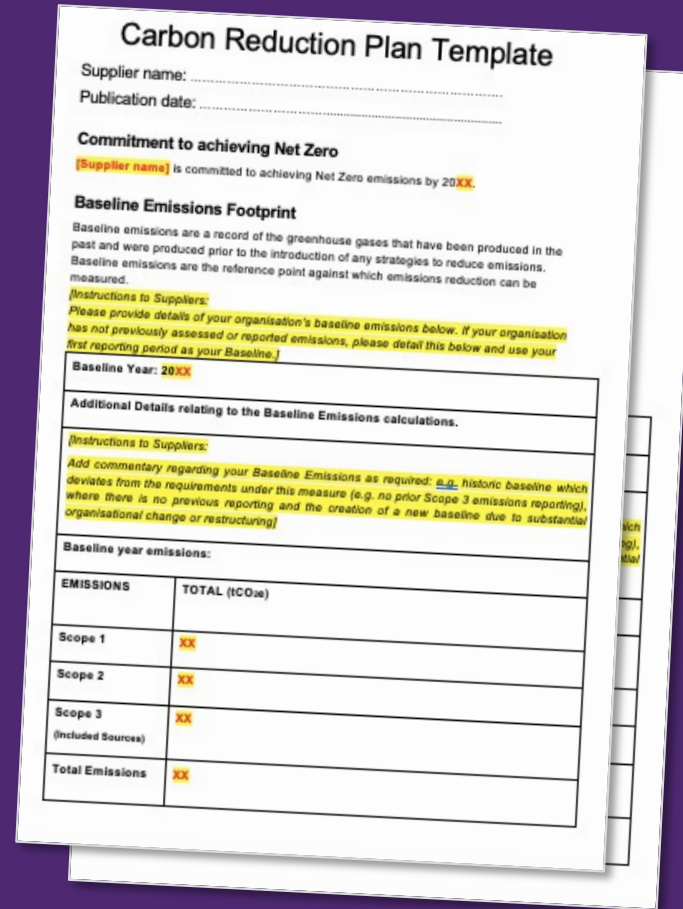 Carbon Reduction Plan Template
Supplier name: ........................................................................
Publication date: ......................................................................
Commitment to achieving Net Zero
[Supplier name] is committed to achieving Net Zero emissions by 20XX.
Baseline Emissions Footprint
Baseline emissions are a record of the greenhouse gases that have been produced in the
past and were produced prior to the introduction of any strategies to reduce emissions.
Baseline emissions are the reference point against which emissions reduction can be
measured.
[Instructions to Suppliers:
Please provide details of your organisation's baseline emissions below. If your organisation
has not previously assessed or reported emissions, please detail this below and use your
first reporting period as your Baseline.]
Baseline Year: 20XX
Additional Details relating to the Baseline Emissions calculations.
[Instructions to Suppliers:
Add commentary regarding your Baseline Emissions as required: e.g. historic baseline which
deviates from the requirements under this measure (e.g. no prior Scope 3 emissions reporting),
where there is no previous reporting and the creation of a new baseline due to substantial
organisational change or restructuring]
Baseline year emissions:
EMISSIONS TOTAL (tCO2e)
Scope 1 XX
Scope 2 XX
Scope 3 XX
(Included Sources)
Total Emissions XX